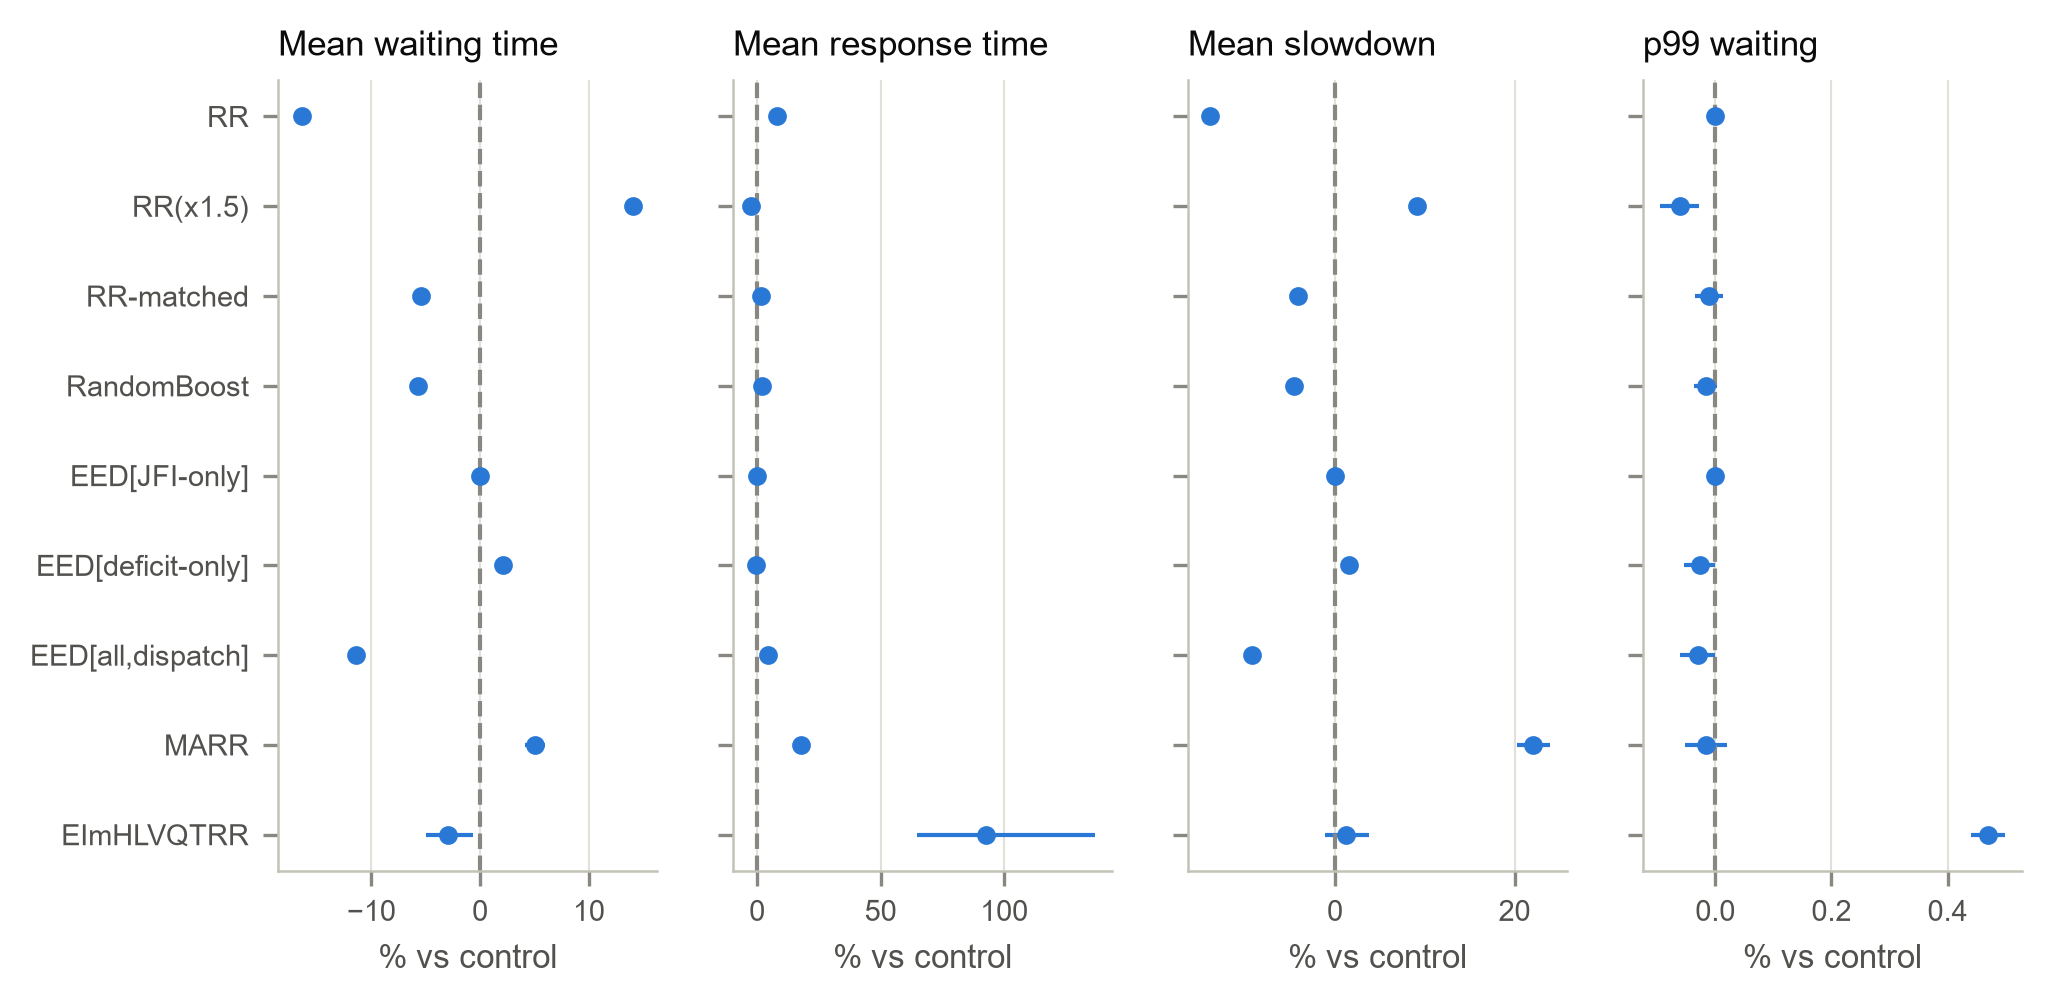 Mean waiting time
Mean response time
Mean slowdown
p99 waiting
RR
RR(x1.5)
RR-matched
RandomBoost
EED[JFI-only]
EED[deficit-only]
EED[all,dispatch]
MARR
EImHLVQTRR
−10 0 10
0 50 100
0 20
0.0 0.2 0.4
% vs control
% vs control
% vs control
% vs control